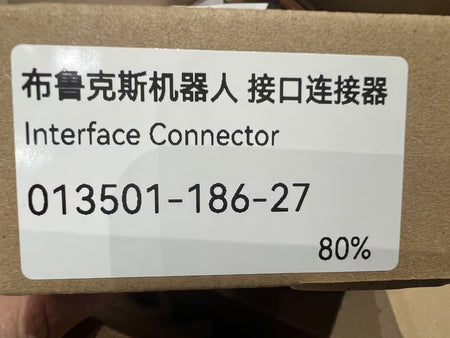 布鲁克斯机器人 接口连接器
Interface Connector
013501-186-27
80%